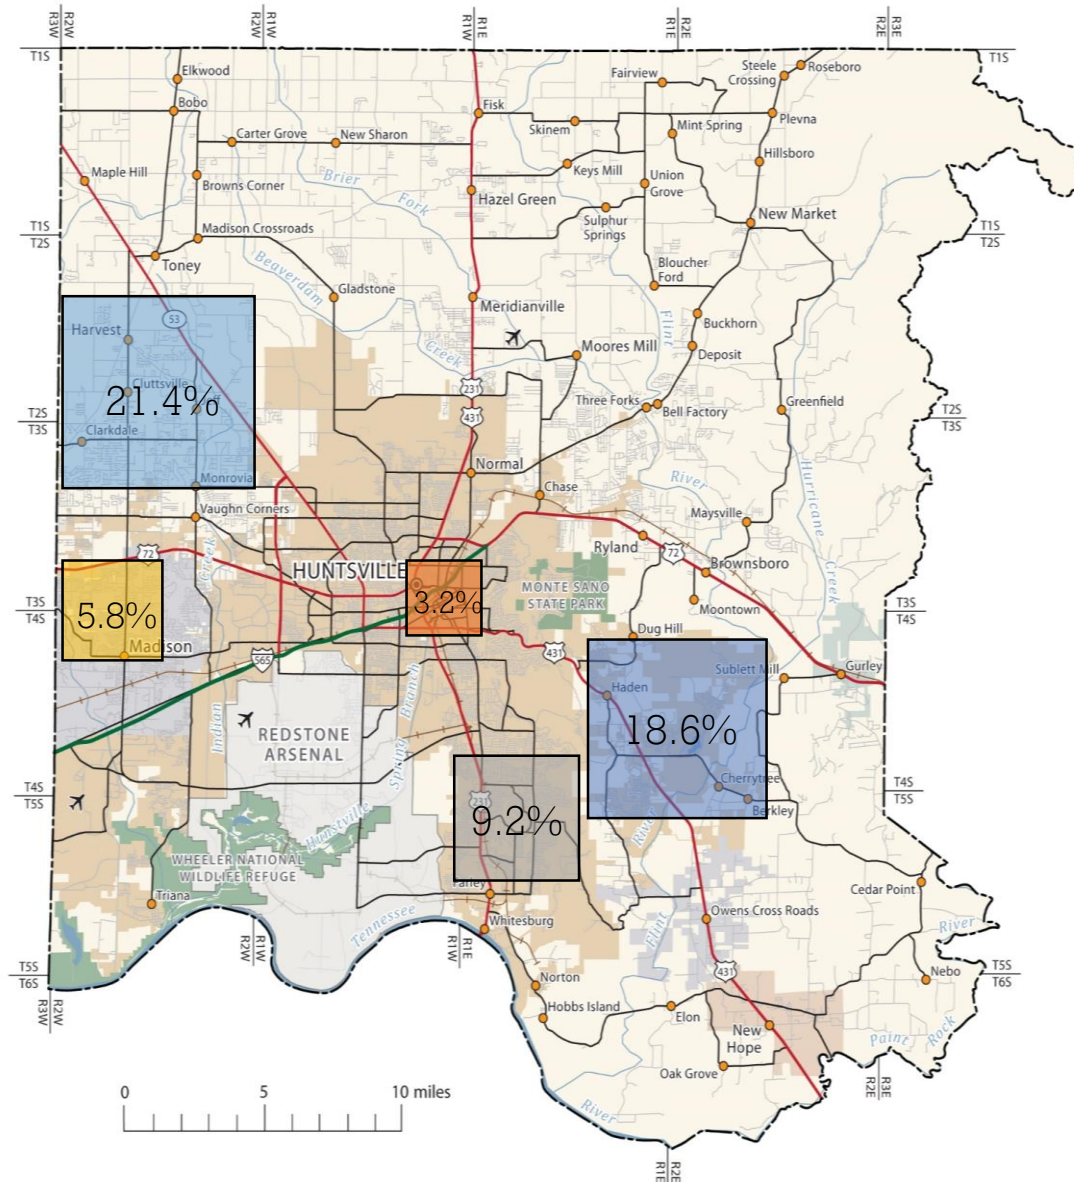 R3W
R2W
R2W
R1W
R1W
R1E
R1E
R2E
R2E
R3E
T1S
T1S
Elkwood
Bobo
Carter Grove
New Sharon
Maple Hill
Browns Corner
Madison Crossroads
Toney
Gladstone
Brier
Fork
Beaverdam
Creek
Fisk
Hazel Green
Meridianville
Fairview
Steele
Crossing
Roseboro
Skinem
Mint Spring
Plevna
Keys Mill
Hillsboro
Union
Grove
Sulphur
Springs
New Market
Bloucher
Ford
T1S
T2S
T1S
T2S
Harvest
53
Cluttsville
21.4%
Clarkdale
Monrovia
Vaughn Corners
231
431
Normal
Chase
Moores Mill
Flint
Buckhorn
Deposit
Three Forks
Bell Factory
Greenfield
River
Hurricane
Creek
Maysville
T2S
T3S
T2S
T3S
72
Creek
HUNTSVILLE
3.2%
5.8%
Madison
565
MONTE SANO
STATE PARK
Ryland
72
Brownsboro
Moontown
Dug Hill
431
Sublett Mill
Gurley
T3S
T4S
T3S
T4S
Haden
18.6%
Cherrytree
Berkley
River
Indian
REDSTONE
ARSENAL
Spring
Branch
Huntsville
231
9.2%
WHEELER NATIONAL
WILDLIFE REFUGE
Triana
Farley
Whitesburg
Tennessee
T4S
T5S
T4S
T5S
Flint
Owens Cross Roads
Cedar Point
River
Nebo
431
Norton
Hobbs Island
Elon
New
Hope
Oak Grove
Paint
Rock
River
T5S
T6S
T5S
T6S
R3W
R2W
R2W
R1W
R1W
R1E
R1E
R2E
R2E
R3E
0
5
10 miles